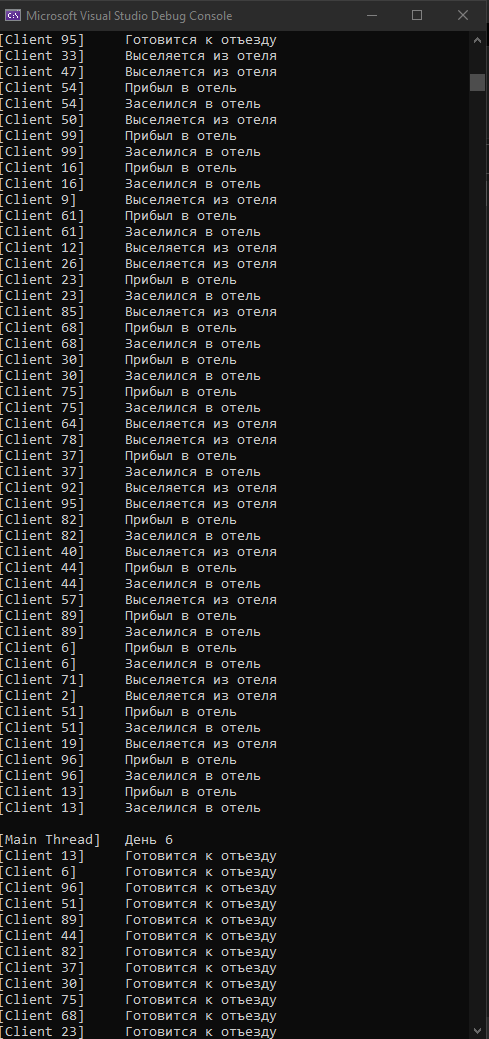 Microsoft Visual Studio Debug Console
[Client 95] Готовится к отъезду
[Client 33] Выселяется из отеля
[Client 47] Выселяется из отеля
[Client 54] Прибыл в отель
[Client 54] Заселился в отель
[Client 50] Выселяется из отеля
[Client 99] Прибыл в отель
[Client 99] Заселился в отель
[Client 16] Прибыл в отель
[Client 16] Заселился в отель
[Client 9] Выселяется из отеля
[Client 61] Прибыл в отель
[Client 61] Заселился в отель
[Client 12] Выселяется из отеля
[Client 26] Выселяется из отеля
[Client 23] Прибыл в отель
[Client 23] Заселился в отель
[Client 85] Выселяется из отеля
[Client 68] Прибыл в отель
[Client 68] Заселился в отель
[Client 30] Прибыл в отель
[Client 30] Заселился в отель
[Client 75] Прибыл в отель
[Client 75] Заселился в отель
[Client 64] Выселяется из отеля
[Client 78] Выселяется из отеля
[Client 37] Прибыл в отель
[Client 37] Заселился в отель
[Client 92] Выселяется из отеля
[Client 95] Выселяется из отеля
[Client 82] Прибыл в отель
[Client 82] Заселился в отель
[Client 40] Выселяется из отеля
[Client 44] Прибыл в отель
[Client 44] Заселился в отель
[Client 57] Выселяется из отеля
[Client 89] Прибыл в отель
[Client 89] Заселился в отель
[Client 6] Прибыл в отель
[Client 6] Заселился в отель
[Client 71] Выселяется из отеля
[Client 2] Выселяется из отеля
[Client 51] Прибыл в отель
[Client 51] Заселился в отель
[Client 19] Выселяется из отеля
[Client 96] Прибыл в отель
[Client 96] Заселился в отель
[Client 13] Прибыл в отель
[Client 13] Заселился в отель
[Main Thread] День 6
[Client 13] Готовится к отъезду
[Client 6] Готовится к отъезду
[Client 96] Готовится к отъезду
[Client 51] Готовится к отъезду
[Client 89] Готовится к отъезду
[Client 44] Готовится к отъезду
[Client 82] Готовится к отъезду
[Client 37] Готовится к отъезду
[Client 30] Готовится к отъезду
[Client 75] Готовится к отъезду
[Client 68] Готовится к отъезду
[Client 23] Готовится к отъезду